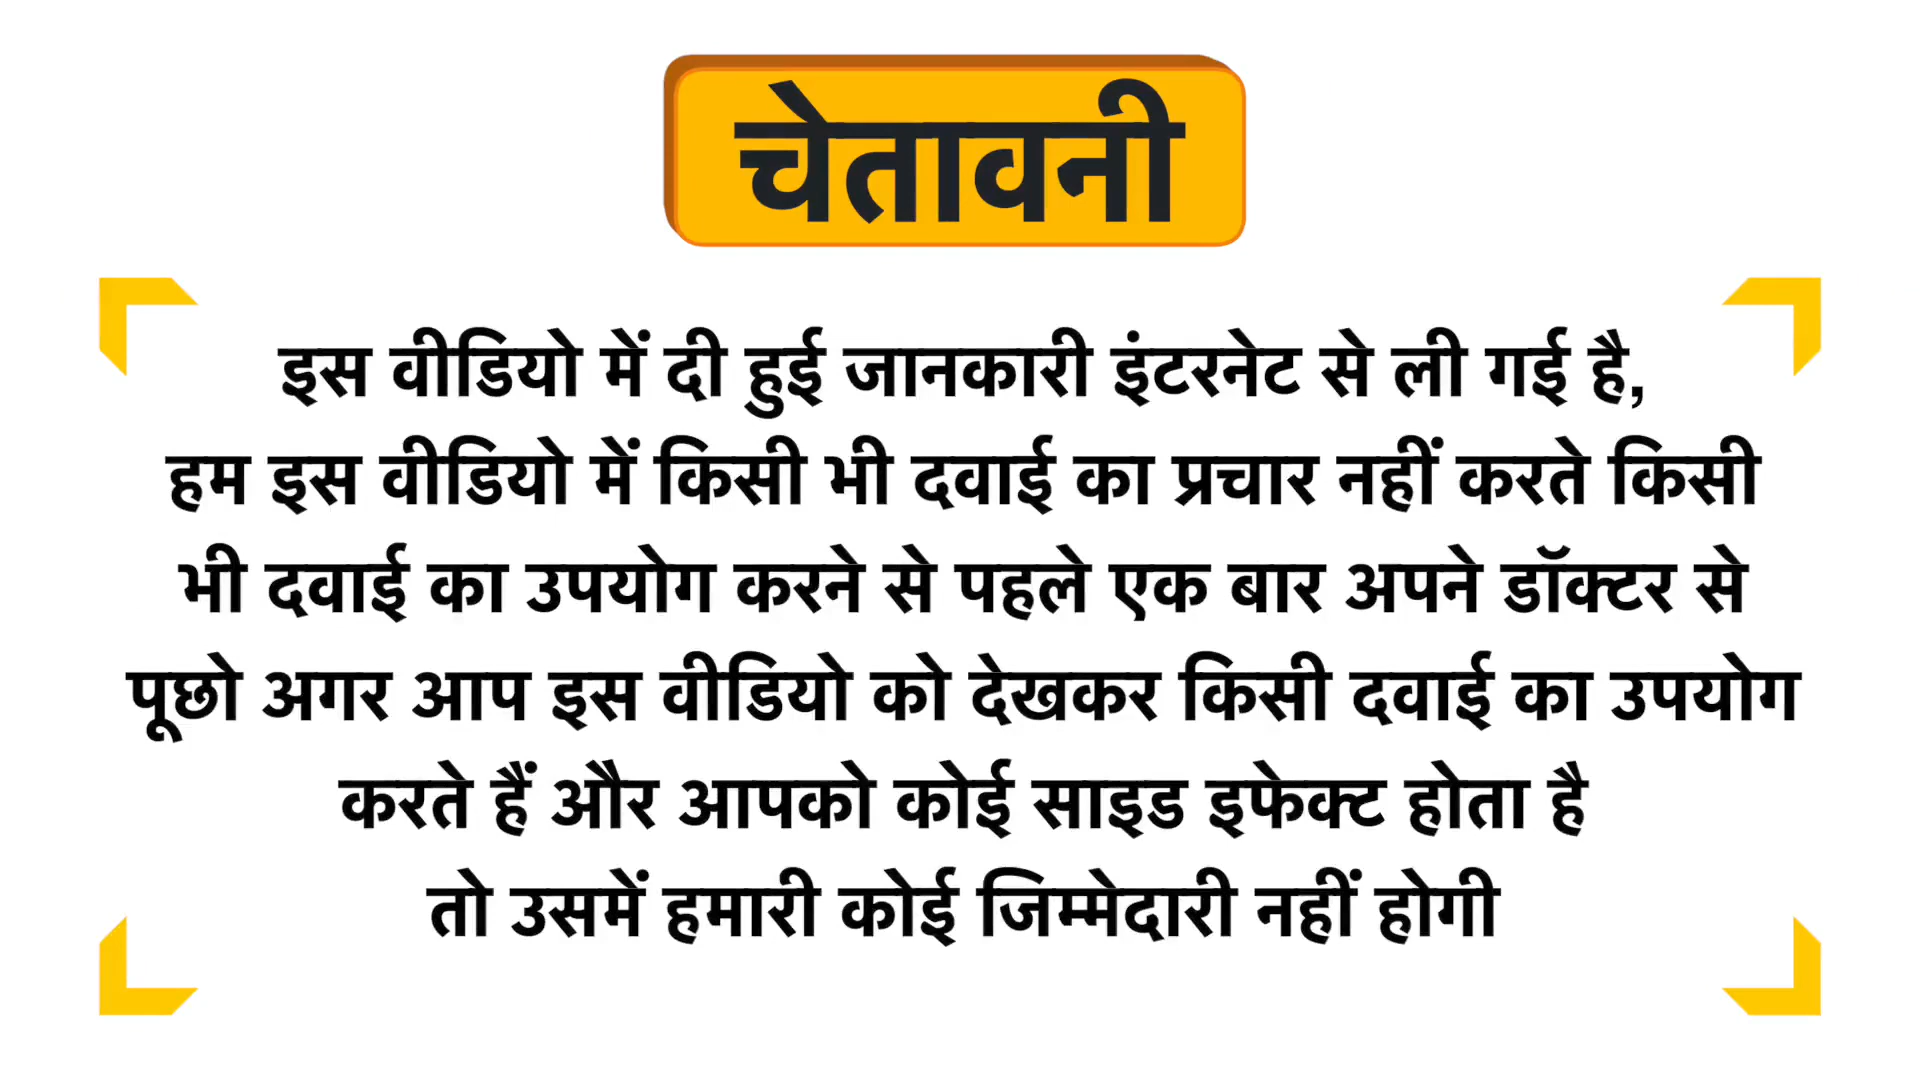 चेतावनी
इस वीडियो में दी हुई जानकारी इंटरनेट से ली गई है,
हम इस वीडियो में किसी भी दवाई का प्रचार नहीं करते किसी
भी दवाई का उपयोग करने से पहले एक बार अपने डॉक्टर से
पूछो अगर आप इस वीडियो को देखकर किसी दवाई का उपयोग
करते हैं और आपको कोई साइड इफेक्ट होता है
तो उसमें हमारी कोई जिम्मेदारी नहीं होगी